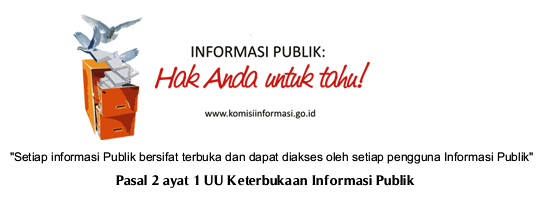 INFORMASI PUBLIK:
Hak Anda untuk tahu!
www.komisiinformasi.go.id
"Setiap informasi Publik bersifat terbuka dan dapat diakses oleh setiap pengguna Informasi Publik"
Pasal 2 ayat 1 UU Keterbukaan Informasi Publik